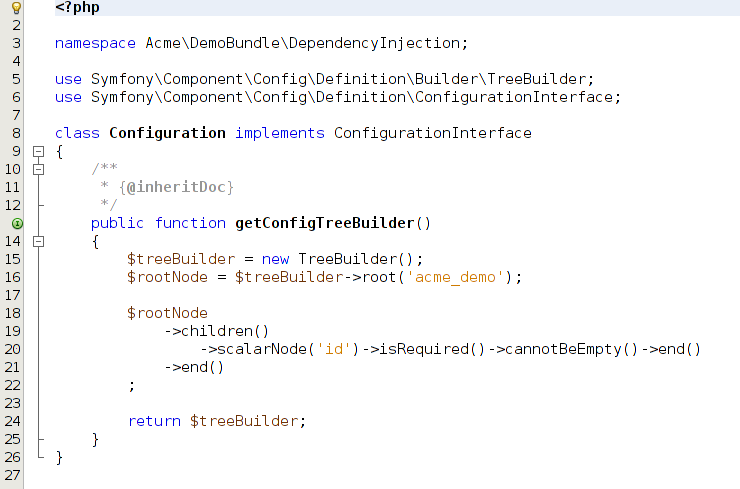 1 <?php
2
3 namespace Acme\DemoBundle\DependencyInjection;
4
5 use Symfony\Component\Config\Definition\Builder\TreeBuilder;
6 use Symfony\Component\Config\Definition\ConfigurationInterface;
7
8 class Configuration implements ConfigurationInterface
9 {
10     /**
11      * {@inheritDoc}
12      */
    public function getConfigTreeBuilder()
14     {
15         $treeBuilder = new TreeBuilder();
16         $rootNode = $treeBuilder->root('acme_demo');
17
18         $rootNode
19             ->children()
20                 ->scalarNode('id')->isRequired()->cannotBeEmpty()->end()
21             ->end()
22         ;
23
24         return $treeBuilder;
25     }
26 }
27